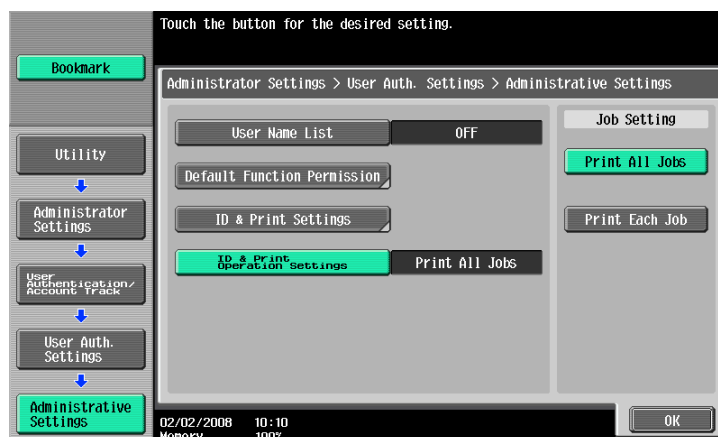 Touch the button for the desired setting.
Bookmark
Administrator Settings > User Auth. Settings > Administrative Settings
Utility
Administrator
Settings
User
Authentication/
Account Track
User Auth.
Settings
Administrative
Settings
User Name List
OFF
Default Function Permission
ID & Print Settings
ID & Print
Operation Settings
Print All Jobs
Job Setting
Print All Jobs
Print Each Job
02/02/2008 10:10
Memory 100%
OK